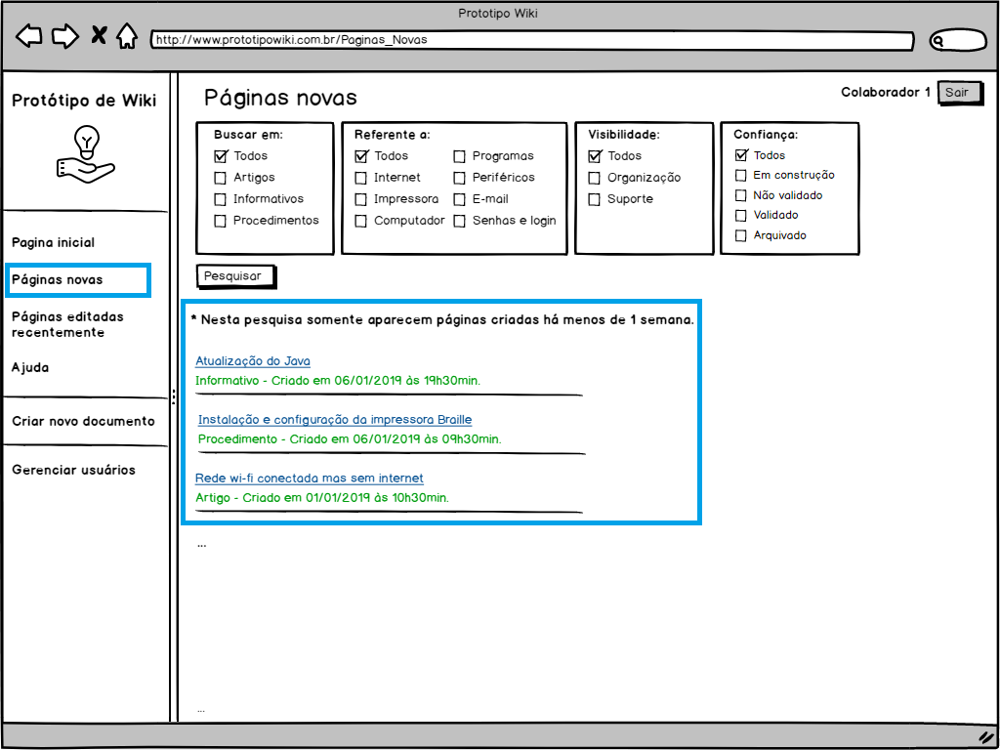 Prototipo Wiki
http://www.prototipowiki.com.br/Paginas_Novas
Protótipo de Wiki
Pagina inicial
Páginas novas
Páginas editadas
recentemente
Ajuda
Criar novo documento
Gerenciar usuários
Páginas novas
Colaborador 1
Sair
Buscar em:
Todos
Artigos
Informativos
Procedimentos
Referente a:
Todos
Internet
Impressora
Computador
Programas
Periféricos
E-mail
Senhas e login
Visibilidade:
Todos
Organização
Suporte
Confiança:
Todos
Em construção
Não validado
Validado
Arquivado
Pesquisar
* Nesta pesquisa somente aparecem páginas criadas há menos de 1 semana.
Atualização do Java
Informativo - Criado em 06/01/2019 às 19h30min.
Instalação e configuração da impressora Braille
Procedimento - Criado em 06/01/2019 às 09h30min.
Rede wi-fi conectada mas sem internet
Artigo - Criado em 01/01/2019 às 10h30min.
...
...